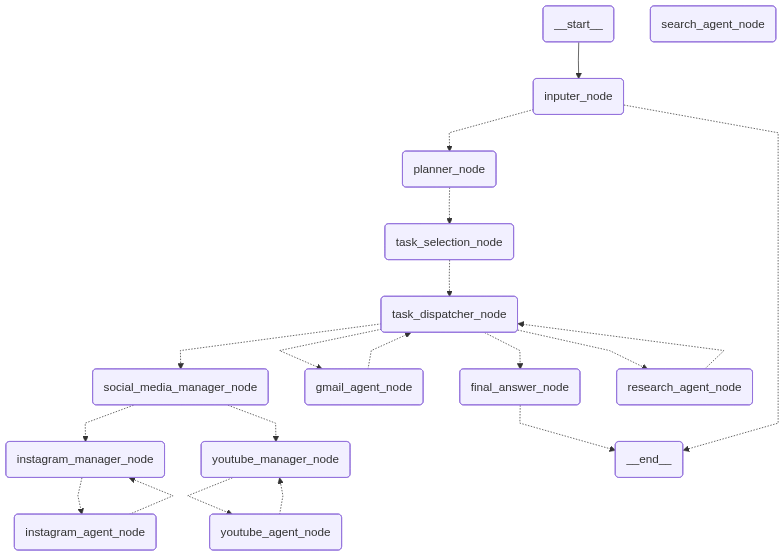 __start__
search_agent_node
inputer_node
planner_node
task_selection_node
task_dispatcher_node
social_media_manager_node
gmail_agent_node
final_answer_node
research_agent_node
instagram_manager_node
youtube_manager_node
__end__
instagram_agent_node
youtube_agent_node